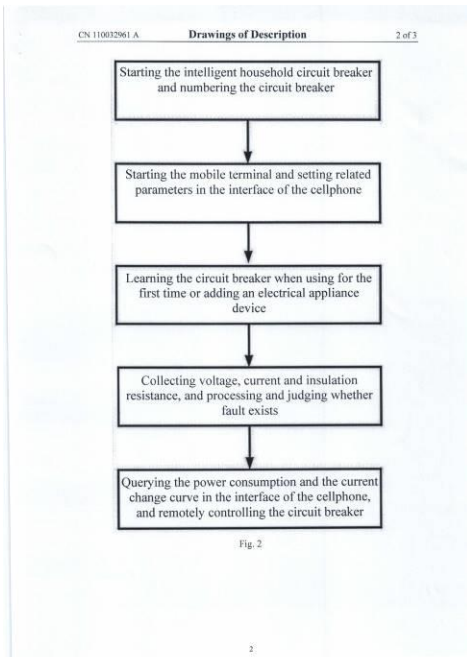 CN 110032961 A Drawings of Description 2 of 3
Starting the intelligent household circuit breaker
and numbering the circuit breaker
Starting the mobile terminal and setting related
parameters in the interface of the cellphone
Learning the circuit breaker when using for the
first time or adding an electrical appliance
device
Collecting voltage, current and insulation
resistance, and processing and judging whether
fault exists
Querying the power consumption and the current
change curve in the interface of the cellphone,
and remotely controlling the circuit breaker
Fig. 2
2